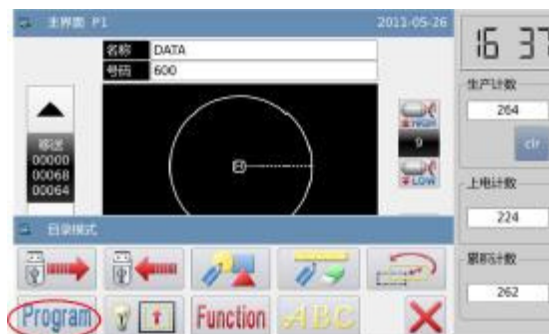 主界面 P1 2011-05-26
名称 DATA
号码 600
16 37
生产计数
264
clr
移送
00000
00068
00064
HIGH
9
LOW
上电计数
224
目录模式
累积计数
262
Program
Function
ABC